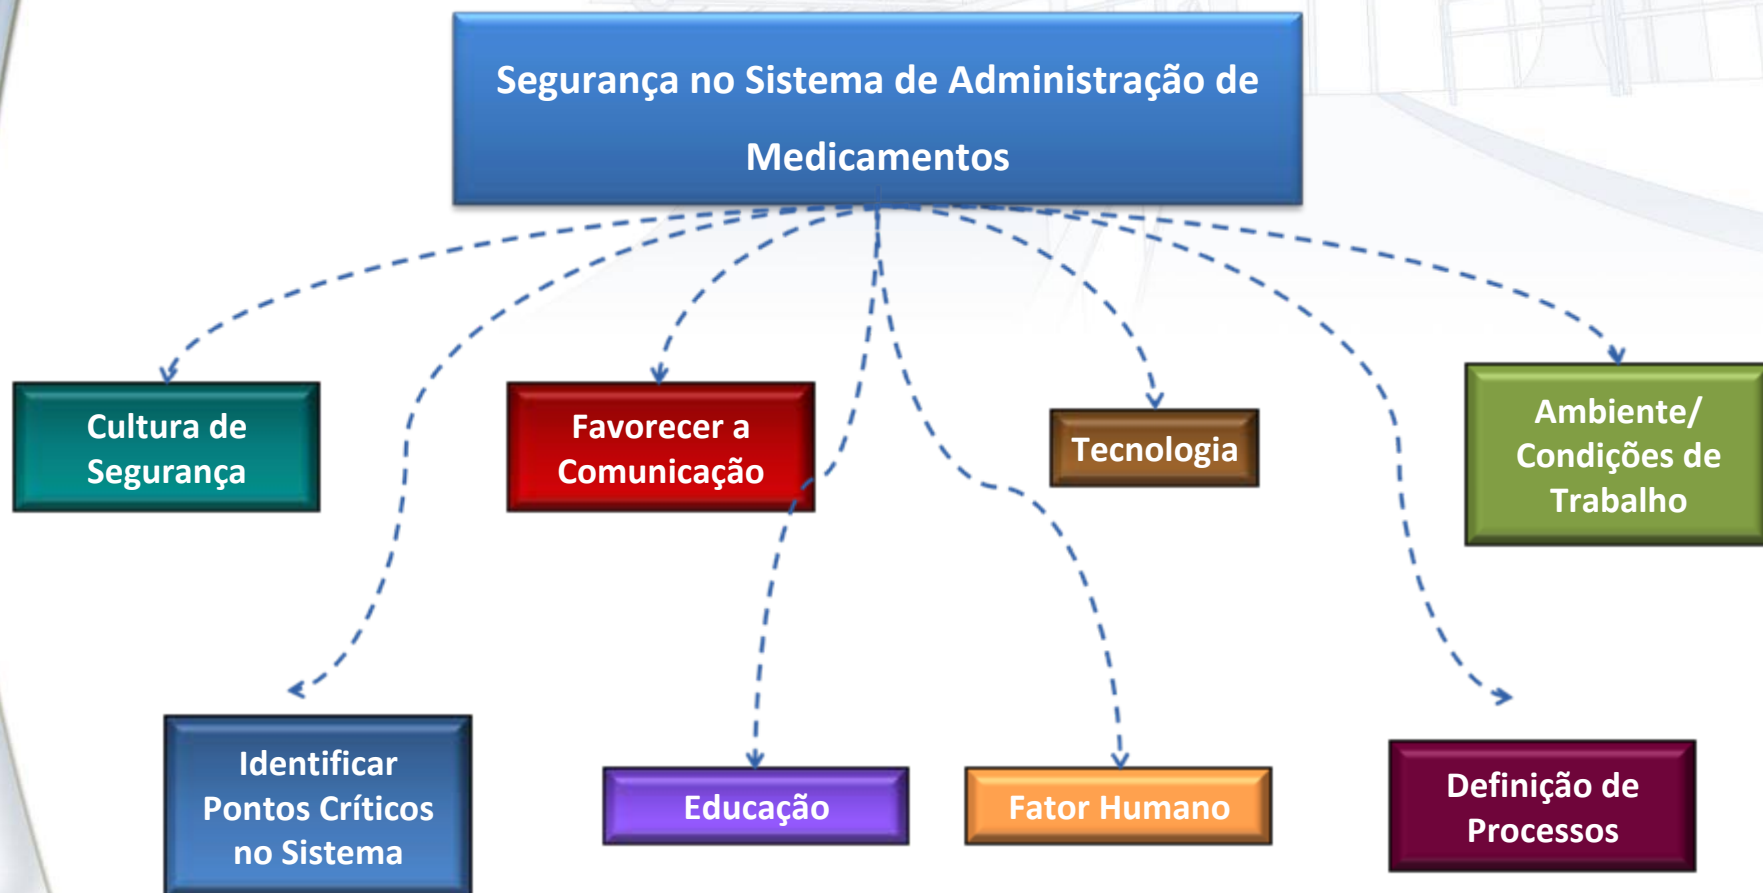 Segurança no Sistema de Administração de
Medicamentos
Cultura de
Segurança
Favorecer a
Comunicação
Tecnologia
Ambiente/
Condições de
Trabalho
Identificar
Pontos Críticos
no Sistema
Educação
Fator Humano
Definição de
Processos